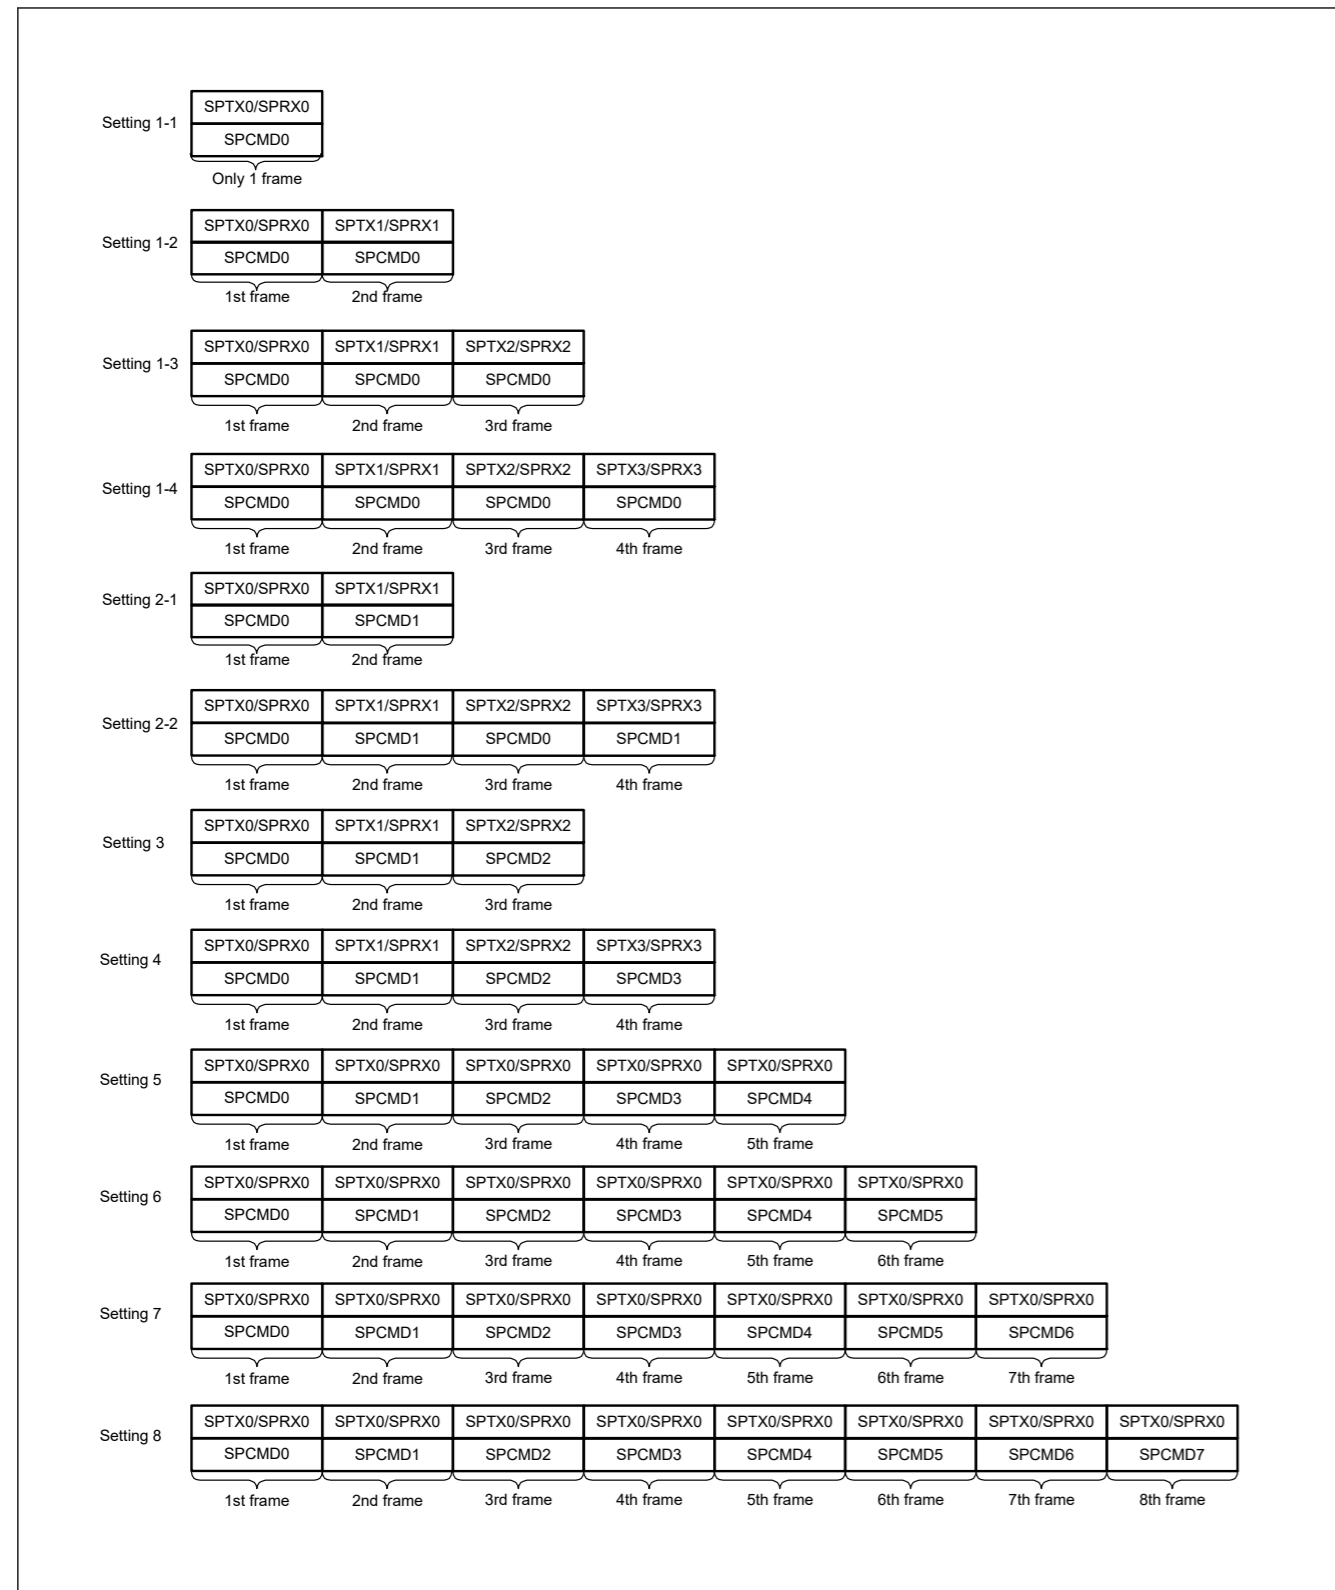 SPTX0/SPRX0
Setting 1-1
SPCMD0
Only 1 frame
SPTX0/SPRX0 SPTX1/SPRX1
Setting 1-2
SPCMD0 SPCMD0
1st frame 2nd frame
SPTX0/SPRX0 SPTX1/SPRX1 SPTX2/SPRX2
Setting 1-3
SPCMD0 SPCMD0 SPCMD0
1st frame 2nd frame 3rd frame
SPTX0/SPRX0 SPTX1/SPRX1 SPTX2/SPRX2 SPTX3/SPRX3
Setting 1-4
SPCMD0 SPCMD0 SPCMD0 SPCMD0
1st frame 2nd frame 3rd frame 4th frame
SPTX0/SPRX0 SPTX1/SPRX1
Setting 2-1
SPCMD0 SPCMD1
1st frame 2nd frame
SPTX0/SPRX0 SPTX1/SPRX1 SPTX2/SPRX2 SPTX3/SPRX3
Setting 2-2
SPCMD0 SPCMD1 SPCMD0 SPCMD1
1st frame 2nd frame 3rd frame 4th frame
SPTX0/SPRX0 SPTX1/SPRX1 SPTX2/SPRX2
Setting 3
SPCMD0 SPCMD1 SPCMD2
1st frame 2nd frame 3rd frame
SPTX0/SPRX0 SPTX1/SPRX1 SPTX2/SPRX2 SPTX3/SPRX3
Setting 4
SPCMD0 SPCMD1 SPCMD2 SPCMD3
1st frame 2nd frame 3rd frame 4th frame
SPTX0/SPRX0 SPTX0/SPRX0 SPTX0/SPRX0 SPTX0/SPRX0 SPTX0/SPRX0
Setting 5
SPCMD0 SPCMD1 SPCMD2 SPCMD3 SPCMD4
1st frame 2nd frame 3rd frame 4th frame 5th frame
SPTX0/SPRX0 SPTX0/SPRX0 SPTX0/SPRX0 SPTX0/SPRX0 SPTX0/SPRX0 SPTX0/SPRX0
Setting 6
SPCMD0 SPCMD1 SPCMD2 SPCMD3 SPCMD4 SPCMD5
1st frame 2nd frame 3rd frame 4th frame 5th frame 6th frame
SPTX0/SPRX0 SPTX0/SPRX0 SPTX0/SPRX0 SPTX0/SPRX0 SPTX0/SPRX0 SPTX0/SPRX0 SPTX0/SPRX0
Setting 7
SPCMD0 SPCMD1 SPCMD2 SPCMD3 SPCMD4 SPCMD5 SPCMD6
1st frame 2nd frame 3rd frame 4th frame 5th frame 6th frame 7th frame
SPTX0/SPRX0 SPTX0/SPRX0 SPTX0/SPRX0 SPTX0/SPRX0 SPTX0/SPRX0 SPTX0/SPRX0 SPTX0/SPRX0 SPTX0/SPRX0
Setting 8
SPCMD0 SPCMD1 SPCMD2 SPCMD3 SPCMD4 SPCMD5 SPCMD6 SPCMD7
1st frame 2nd frame 3rd frame 4th frame 5th frame 6th frame 7th frame 8th frame